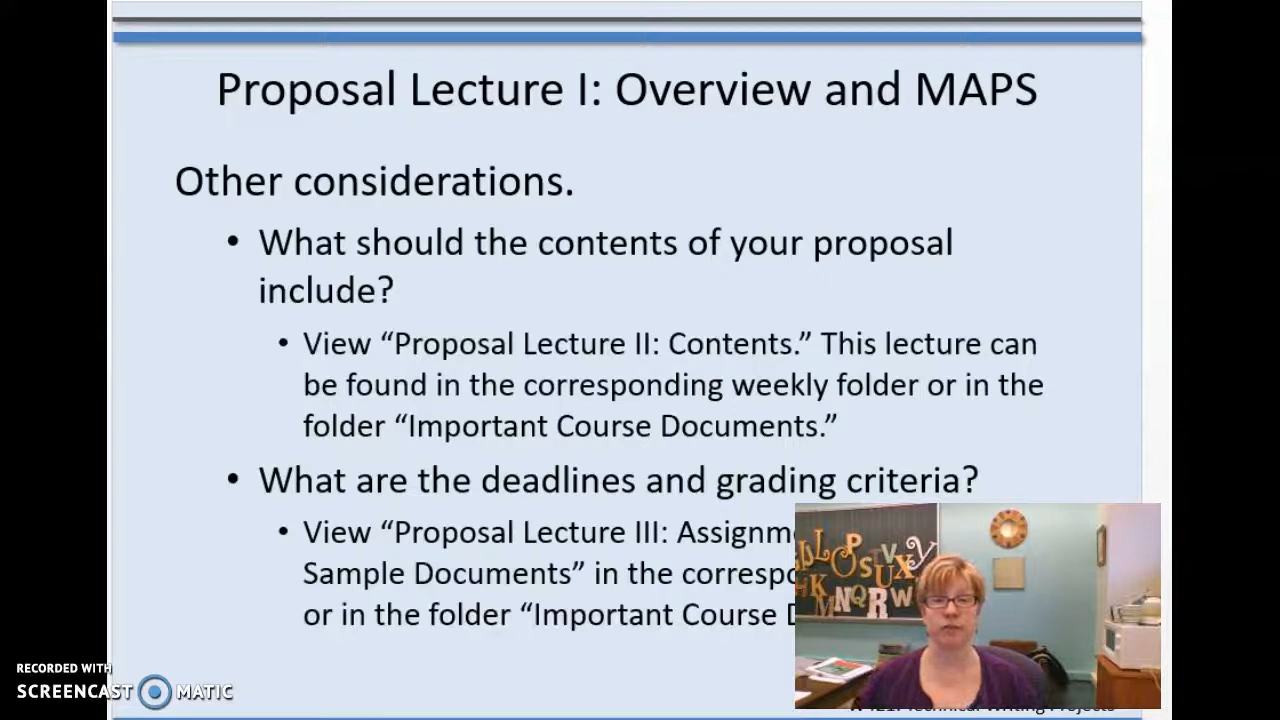 Proposal Lecture I: Overview and MAPS
Other considerations.
• What should the contents of your proposal
include?
• View “Proposal Lecture II: Contents.” This lecture can
be found in the corresponding weekly folder or in the
folder “Important Course Documents.”
• What are the deadlines and grading criteria?
• View “Proposal Lecture III: Assignm
Sample Documents” in the correspo
or in the folder “Important Course D
RECORDED WITH
SCREENCAST MATIC
Technical Writing Projects